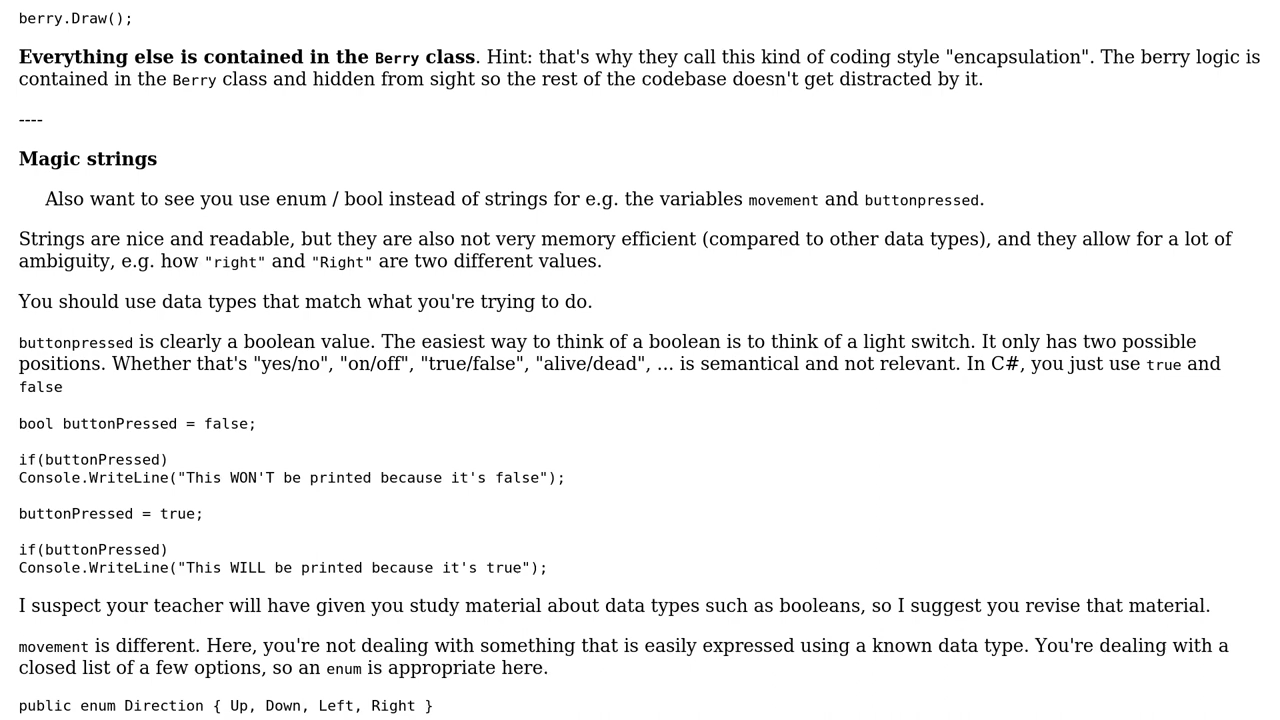 berry.Draw();
Everything else is contained in the Berry class. Hint: that's why they call this kind of coding style "encapsulation". The berry logic is
contained in the Berry class and hidden from sight so the rest of the codebase doesn't get distracted by it.
----
Magic strings
Also want to see you use enum / bool instead of strings for e.g. the variables movement and buttonpressed.
Strings are nice and readable, but they are also not very memory efficient (compared to other data types), and they allow for a lot of
ambiguity, e.g. how "right" and "Right" are two different values.
You should use data types that match what you're trying to do.
buttonpressed is clearly a boolean value. The easiest way to think of a boolean is to think of a light switch. It only has two possible
positions. Whether that's "yes/no", "on/off", "true/false", "alive/dead", ... is semantical and not relevant. In C#, you just use true and
false
bool buttonPressed = false;
if(buttonPressed)
Console.WriteLine("This WON'T be printed because it's false");
buttonPressed = true;
if(buttonPressed)
Console.WriteLine("This WILL be printed because it's true");
I suspect your teacher will have given you study material about data types such as booleans, so I suggest you revise that material.
movement is different. Here, you're not dealing with something that is easily expressed using a known data type. You're dealing with a
closed list of a few options, so an enum is appropriate here.
public enum Direction { Up, Down, Left, Right }